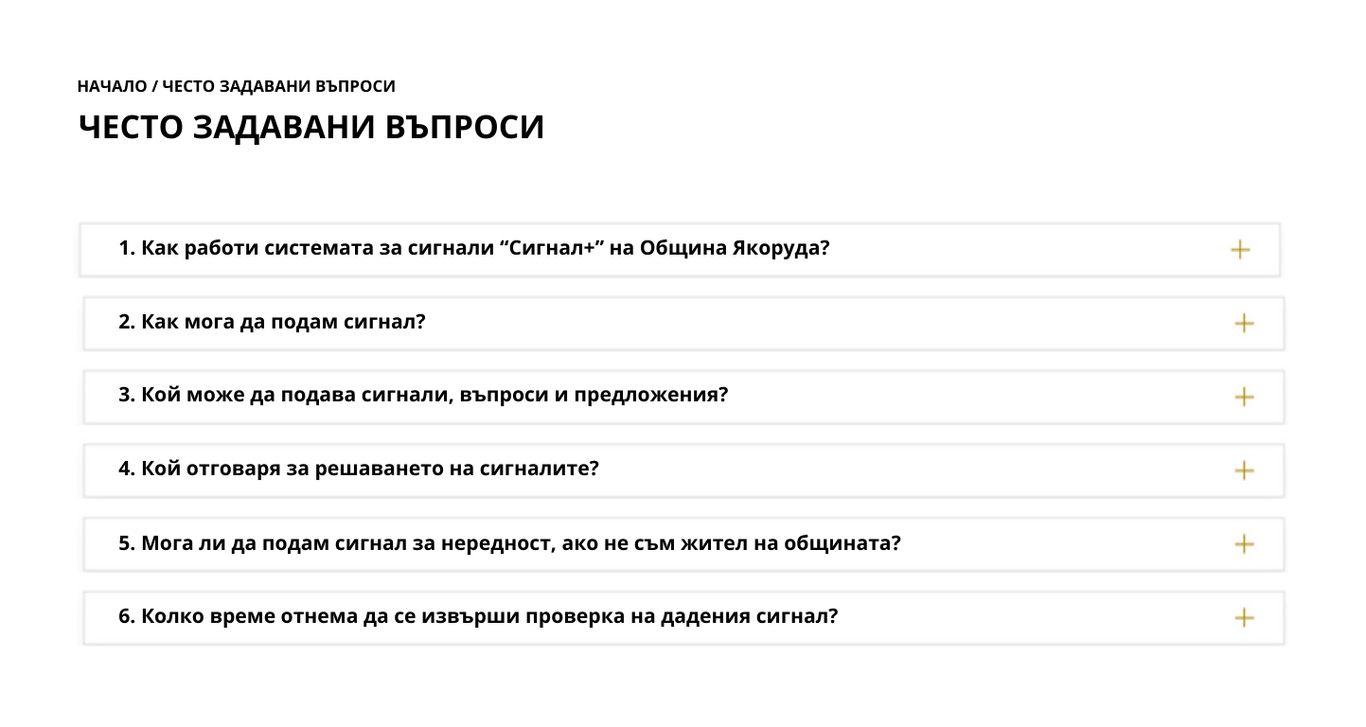 НАЧАЛО / ЧЕСТО ЗАДАВАНИ ВЪПРОСИ
ЧЕСТО ЗАДАВАНИ ВЪПРОСИ
1. Как работи системата за сигнали “Сигнал+” на Община Якоруда?
2. Как мога да подам сигнал?
3. Кой може да подава сигнали, въпроси и предложения?
4. Кой отговаря за решаването на сигналите?
5. Мога ли да подам сигнал за нередност, ако не съм жител на общината?
6. Колко време отнема да се извърши проверка на дадения сигнал?